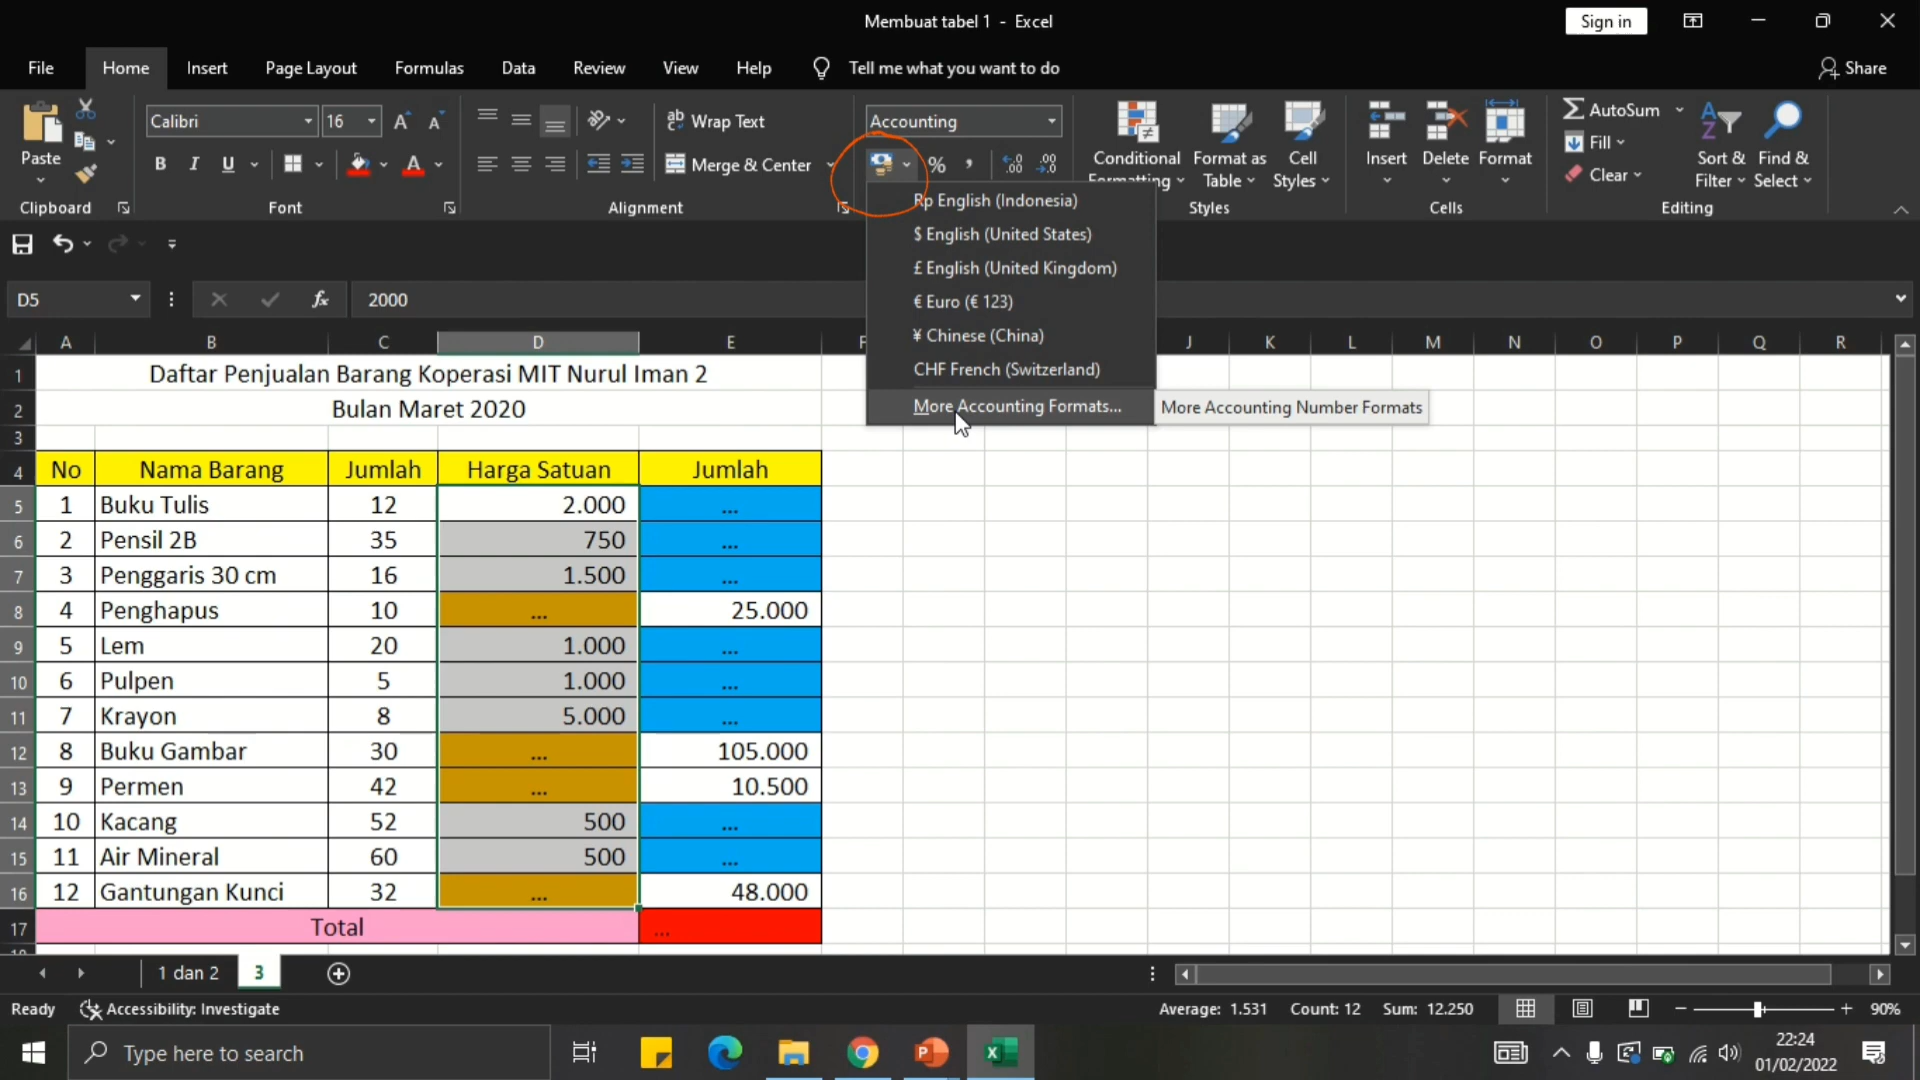 Membuat tabel 1 - Excel
Sign in
File Home Insert Page Layout Formulas Data Review View Help Tell me what you want to do Share
Paste
Clipboard
Calibri 16
B I U
Font
Wrap Text
Merge & Center
Alignment
Accounting
Conditional Formatting
Format as Table
Cell Styles
Styles
Insert Delete Format
Cells
AutoSum
Fill
Clear
Sort & Filter
Find & Select
Editing
Rp English (Indonesia)
$ English (United States)
£ English (United Kingdom)
€ Euro (€ 123)
¥ Chinese (China)
CHF French (Switzerland)
More Accounting Formats...
More Accounting Number Formats
D5 fx 2000
A B C D E F J K L M N O P Q R
1 Daftar Penjualan Barang Koperasi MIT Nurul Iman 2
2 Bulan Maret 2020
3
4 No Nama Barang Jumlah Harga Satuan Jumlah
5 1 Buku Tulis 12 2.000 ...
6 2 Pensil 2B 35 750 ...
7 3 Penggaris 30 cm 16 1.500 ...
8 4 Penghapus 10 ... 25.000
9 5 Lem 20 1.000 ...
10 6 Pulpen 5 1.000 ...
11 7 Krayon 8 5.000 ...
12 8 Buku Gambar 30 ... 105.000
13 9 Permen 42 ... 10.500
14 10 Kacang 52 500 ...
15 11 Air Mineral 60 500 ...
16 12 Gantungan Kunci 32 ... 48.000
17 Total ...
1 dan 2 3
Ready Accessibility: Investigate Average: 1.531 Count: 12 Sum: 12.250 90%
Type here to search
22:24
01/02/2022